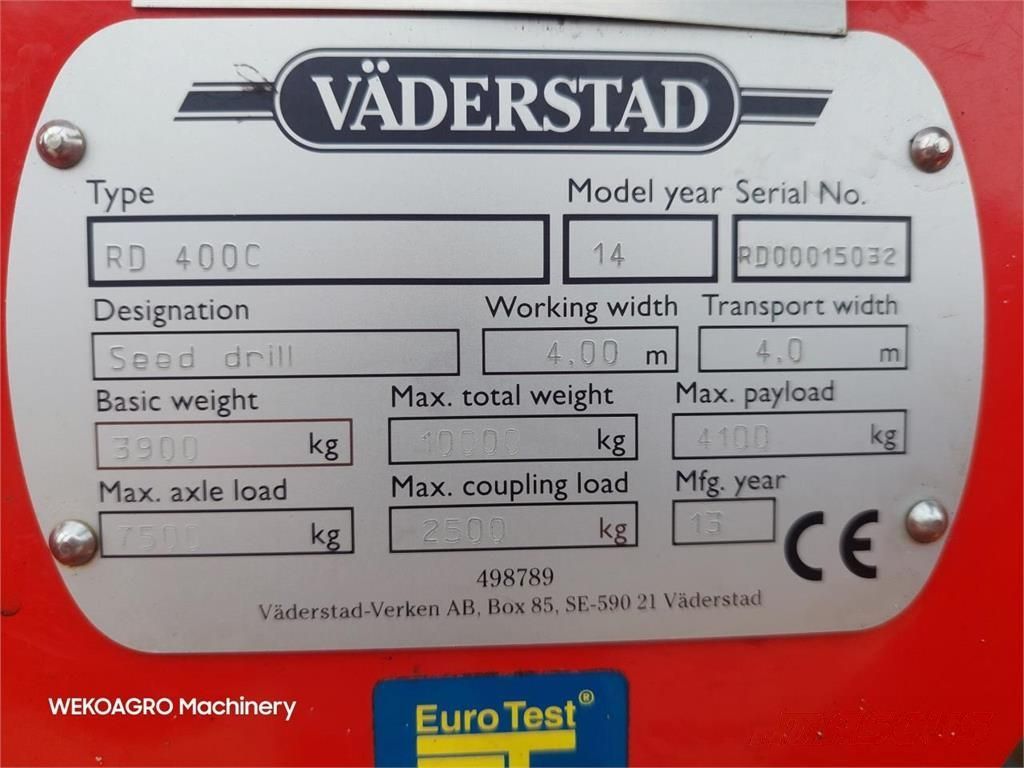 VÄDERSTAD
Type Model year Serial No.
RD 400C 14 RD00015032
Designation Working width Transport width
Seed drill 4,00 m 4,0 m
Basic weight Max. total weight Max. payload
3900 kg 10000 kg 4100 kg
Max. axle load Max. coupling load Mfg. year
7500 kg 2500 kg 13
CE
498789
Väderstad-Verken AB, Box 85, SE-590 21 Väderstad
WEKOAGRO Machinery
Euro Test®